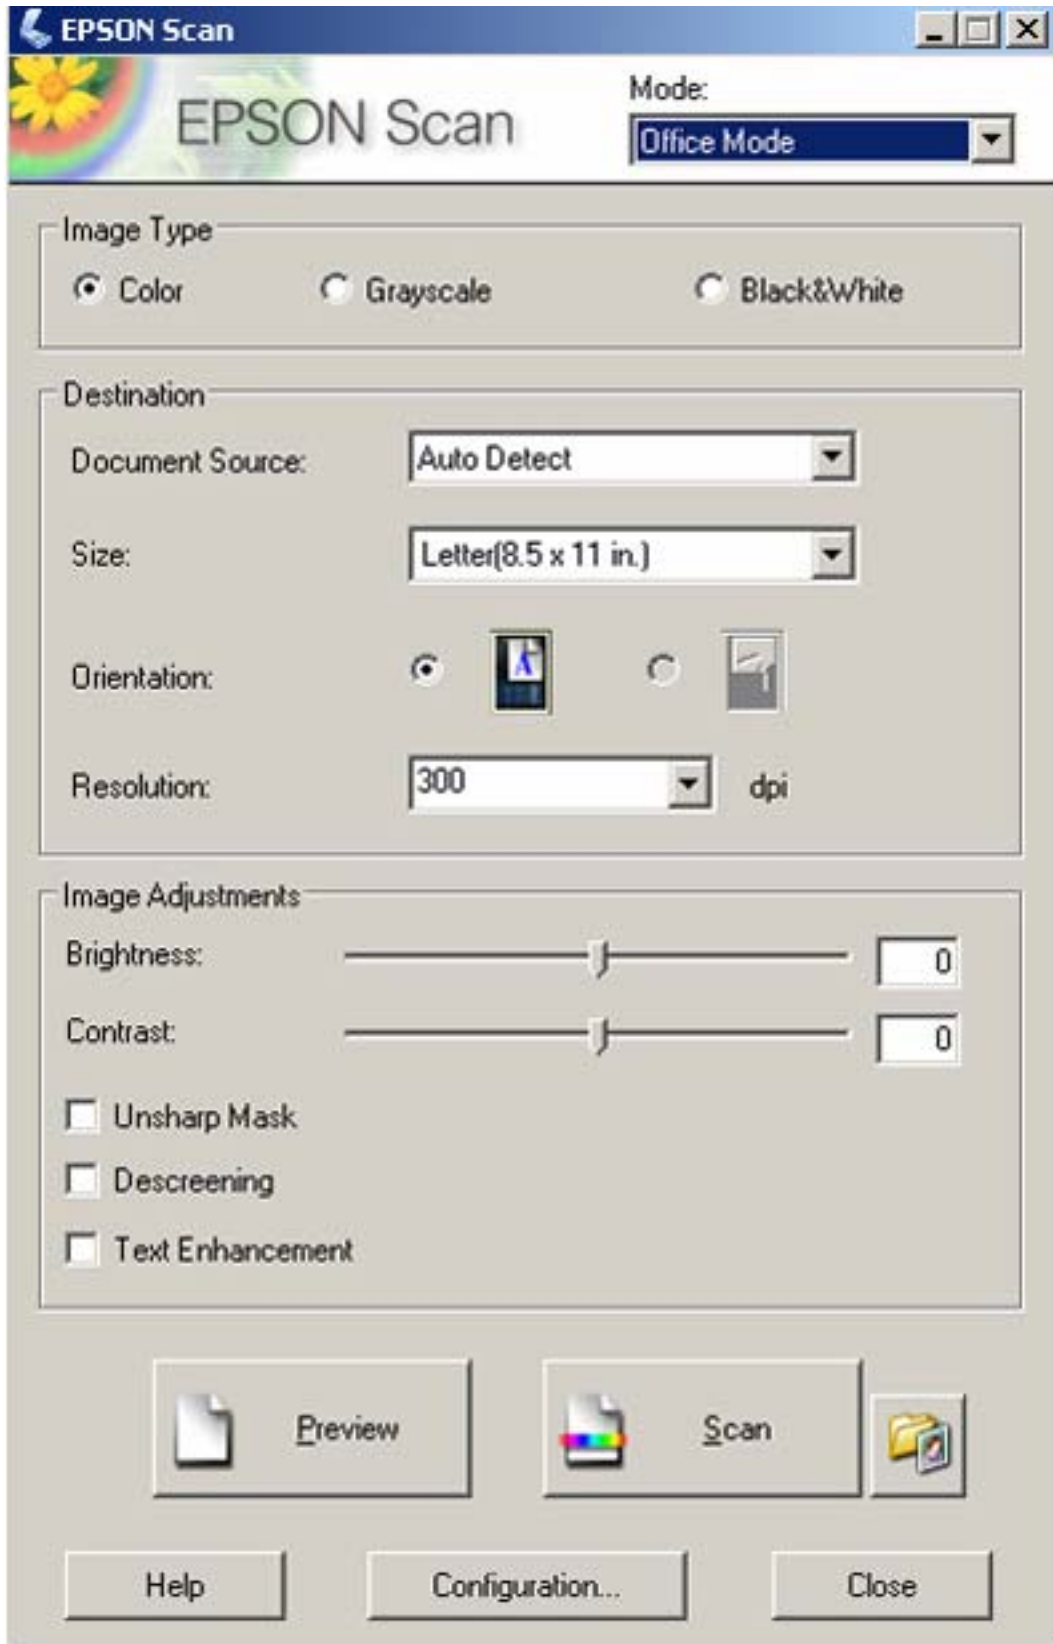 EPSON Scan
EPSON Scan
Mode:
Office Mode
Image Type
Color Grayscale Black&White
Destination
Document Source: Auto Detect
Size: Letter(8.5 x 11 in.)
Orientation: A
Resolution: 300 dpi
Image Adjustments
Brightness: 0
Contrast: 0
Unsharp Mask
Descreening
Text Enhancement
Preview Scan
Help Configuration... Close